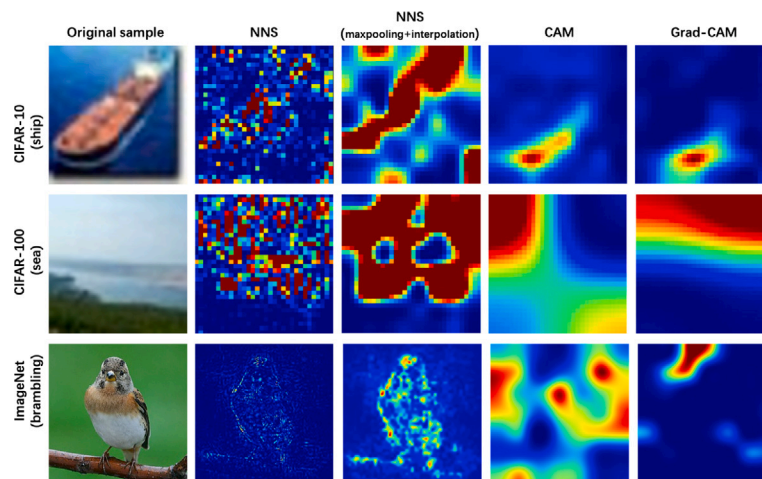 Original sample
NNS
NNS
(maxpooling+interpolation)
CAM
Grad-CAM
CIFAR-10
(ship)
CIFAR-100
(sea)
ImageNet
(brambling)